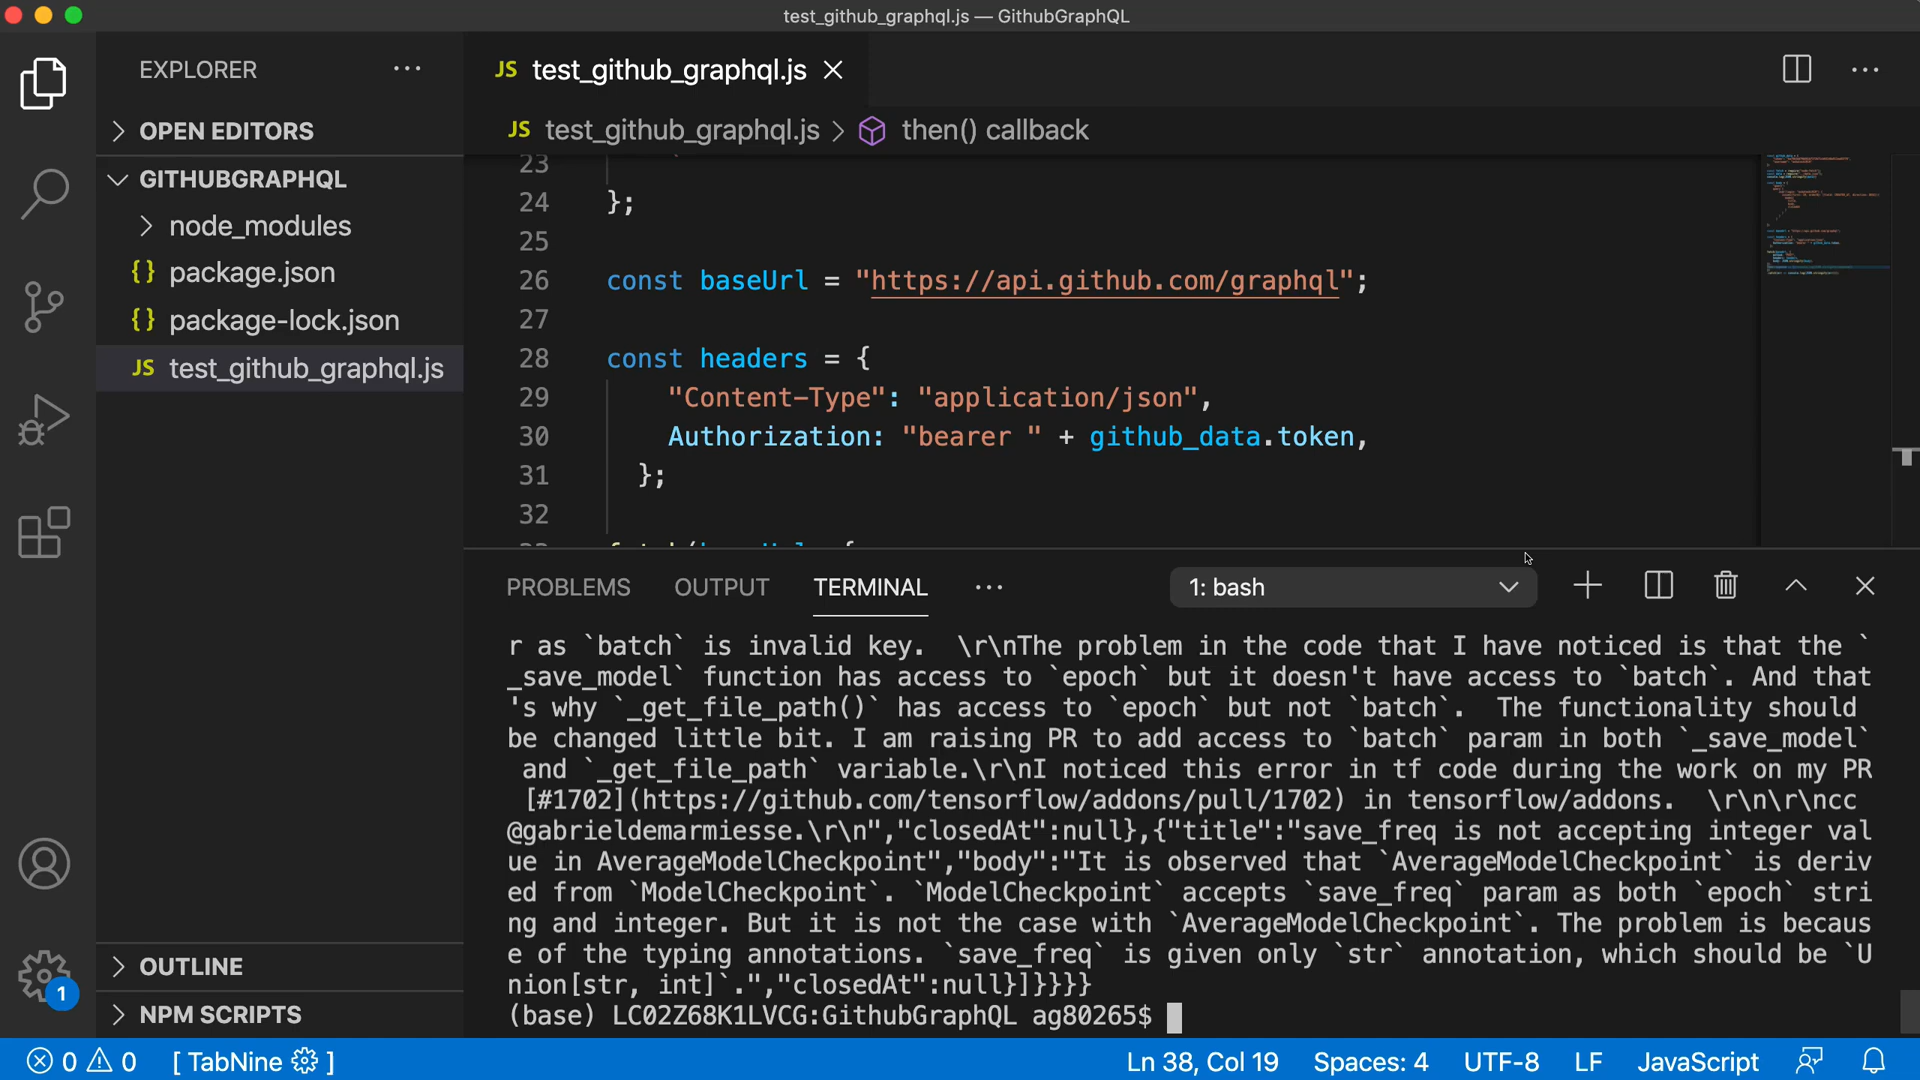 test_github_graphql.js — GithubGraphQL
EXPLORER
OPEN EDITORS
GITHUBGRAPHQL
node_modules
{} package.json
{} package-lock.json
JS test_github_graphql.js
OUTLINE
NPM SCRIPTS
JS test_github_graphql.js
JS test_github_graphql.js > then() callback
23
24 };
25
26 const baseUrl = "https://api.github.com/graphql";
27
28 const headers = {
29 "Content-Type": "application/json",
30 Authorization: "bearer " + github_data.token,
31 };
32
PROBLEMS OUTPUT TERMINAL ··· 1: bash
r as `batch` is invalid key.  \r\nThe problem in the code that I have noticed is that the `
_save_model` function has access to `epoch` but it doesn't have access to `batch`. And that
's why `_get_file_path()` has access to `epoch` but not `batch`.  The functionality should
be changed little bit. I am raising PR to add access to `batch` param in both `_save_model`
 and `_get_file_path` variable.\r\nI noticed this error in tf code during the work on my PR
 [#1702](https://github.com/tensorflow/addons/pull/1702) in tensorflow/addons.  \r\n\r\ncc
@gabrieldemarmiesse.\r\n","closedAt":null},{"title":"save_freq is not accepting integer val
ue in AverageModelCheckpoint","body":"It is observed that `AverageModelCheckpoint` is deriv
ed from `ModelCheckpoint`. `ModelCheckpoint` accepts `save_freq` param as both `epoch` stri
ng and integer. But it is not the case with `AverageModelCheckpoint`. The problem is becaus
e of the typing annotations. `save_freq` is given only `str` annotation, which should be `U
nion[str, int]`.","closedAt":null}]}}}}
(base) LC02Z68K1LVCG:GithubGraphQL ag80265$
1
0 0 [ TabNine ] Ln 38, Col 19 Spaces: 4 UTF-8 LF JavaScript